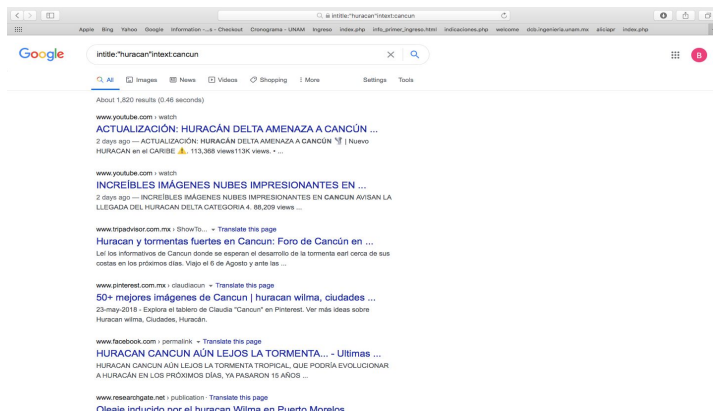 intitle:"huracan"intext:cancun
Apple Bing Yahoo Google Information -...s - Checkout Cronograma - UNAM Ingreso index.php info_primer_ingreso.html indicaciones.php welcome dcb.ingenieria.unam.mx aliciapr index.php
Google
intitle:"huracan"intext:cancun
B
All Images News Videos Shopping More Settings Tools
About 1,820 results (0.46 seconds)
www.youtube.com › watch
ACTUALIZACIÓN: HURACÁN DELTA AMENAZA A CANCÚN ...
2 days ago — ACTUALIZACIÓN: HURACÁN DELTA AMENAZA A CANCÚN 🌪 | Nuevo
HURACAN en el CARIBE ⚠️. 113,368 views113K views. • ...
www.youtube.com › watch
INCREÍBLES IMÁGENES NUBES IMPRESIONANTES EN ...
2 days ago — INCREÍBLES IMÁGENES NUBES IMPRESIONANTES EN CANCUN AVISAN LA
LLEGADA DEL HURACAN DELTA CATEGORIA 4. 88,209 views ...
www.tripadvisor.com.mx › ShowTo... Translate this page
Huracan y tormentas fuertes en Cancun: Foro de Cancún en ...
Leí los informativos de Cancun donde se esperan el desarrollo de la tormenta earl cerca de sus
costas en los próximos días. Viajo el 6 de Agosto y ante las ...
www.pinterest.com.mx › claudiacun Translate this page
50+ mejores imágenes de Cancun | huracan wilma, ciudades ...
23-may-2018 - Explora el tablero de Claudia "Cancun" en Pinterest. Ver más ideas sobre
Huracan wilma, Ciudades, Huracán.
www.facebook.com › permalink Translate this page
HURACAN CANCUN AÚN LEJOS LA TORMENTA... - Ultimas ...
HURACAN CANCUN AÚN LEJOS LA TORMENTA TROPICAL, QUE PODRÍA EVOLUCIONAR
A HURACÁN EN LOS PRÓXIMOS DÍAS, YA PASARON 15 AÑOS ...
www.researchgate.net › publication · Translate this page
Oleaje inducido por el huracan Wilma en Puerto Morelos